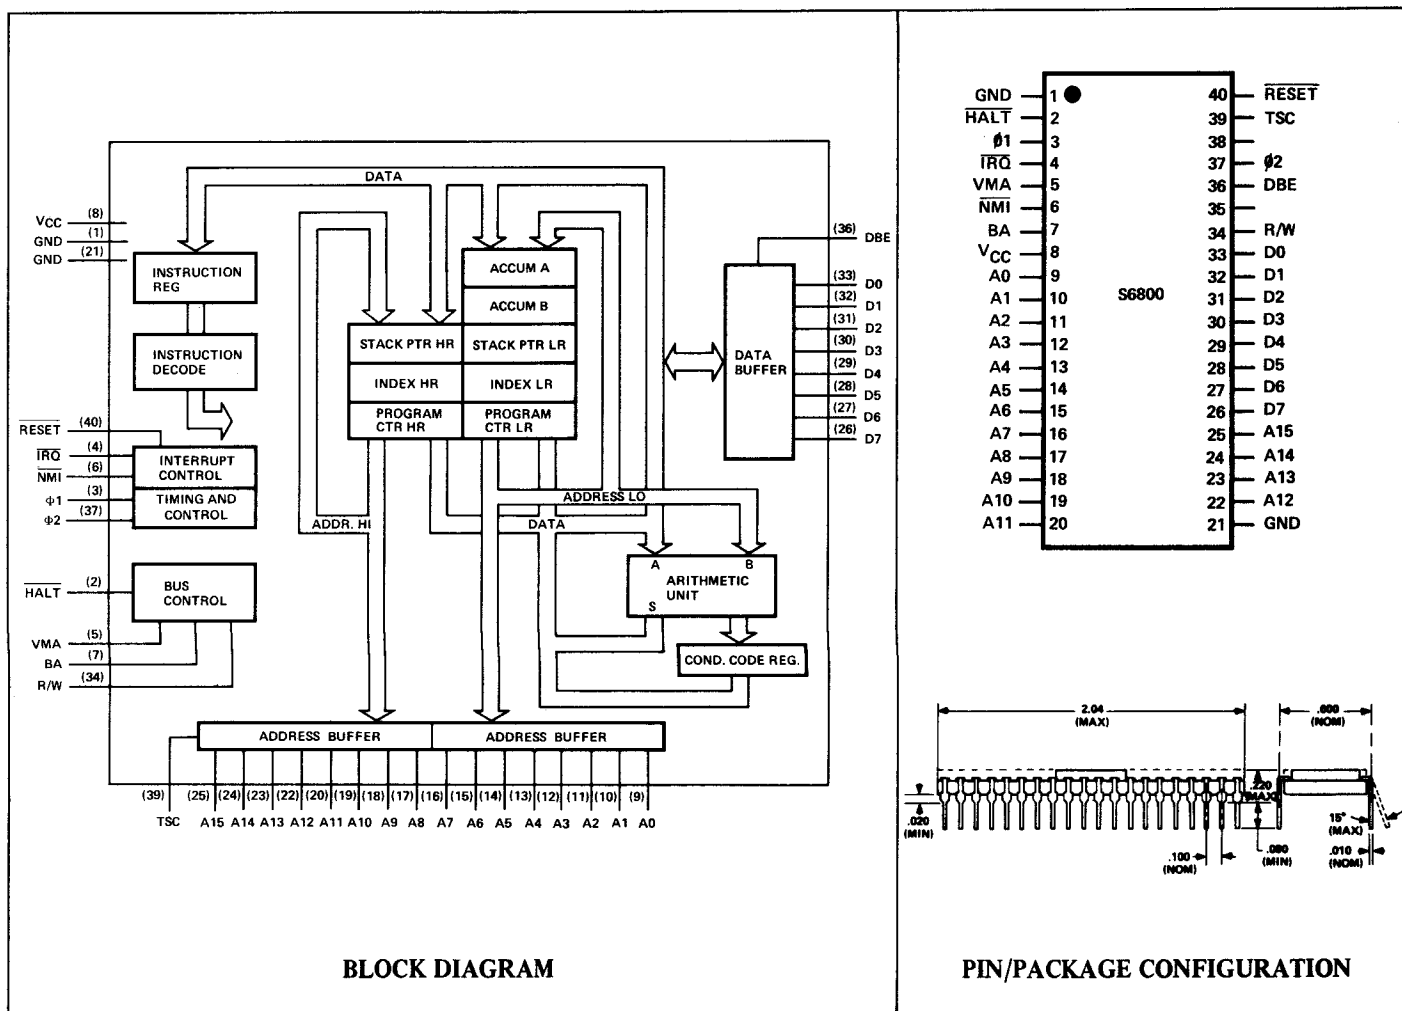 DATA
VCC (8)
GND (1)
GND (21)
INSTRUCTION
REG
INSTRUCTION
DECODE
RESET (40)
IRQ (4)
NMI (6)
INTERRUPT
CONTROL
ϕ1 (3)
ϕ2 (37)
TIMING AND
CONTROL
HALT (2)
BUS
CONTROL
VMA (5)
BA (7)
R/W (34)
ACCUM A
ACCUM B
STACK PTR HR
STACK PTR LR
INDEX HR
INDEX LR
PROGRAM
CTR HR
PROGRAM
CTR LR
ADDR. HI
DATA
ADDRESS LO
A
B
ARITHMETIC
UNIT
S
COND. CODE REG.
DATA
BUFFER
(36) DBE
(33) D0
(32) D1
(31) D2
(30) D3
(29) D4
(28) D5
(27) D6
(26) D7
ADDRESS BUFFER
ADDRESS BUFFER
(39) (25) (24) (23) (22) (20) (19) (18) (17) (16) (15) (14) (13) (12) (11) (10) (9)
TSC A15 A14 A13 A12 A11 A10 A9 A8 A7 A6 A5 A4 A3 A2 A1 A0
BLOCK DIAGRAM
GND 1 40 RESET
HALT 2 39 TSC
ø1 3 38
IRQ 4 37 ø2
VMA 5 36 DBE
NMI 6 35
BA 7 34 R/W
VCC 8 33 D0
A0 9 32 D1
A1 10 31 D2
S6800
A2 11 30 D3
A3 12 29 D4
A4 13 28 D5
A5 14 27 D6
A6 15 26 D7
A7 16 25 A15
A8 17 24 A14
A9 18 23 A13
A10 19 22 A12
A11 20 21 GND
2.04
(MAX)
.600
(NOM)
.220
(MAX)
.020
(MIN)
.100
(NOM)
.080
(MIN)
15°
(MAX)
.010
(NOM)
PIN/PACKAGE CONFIGURATION